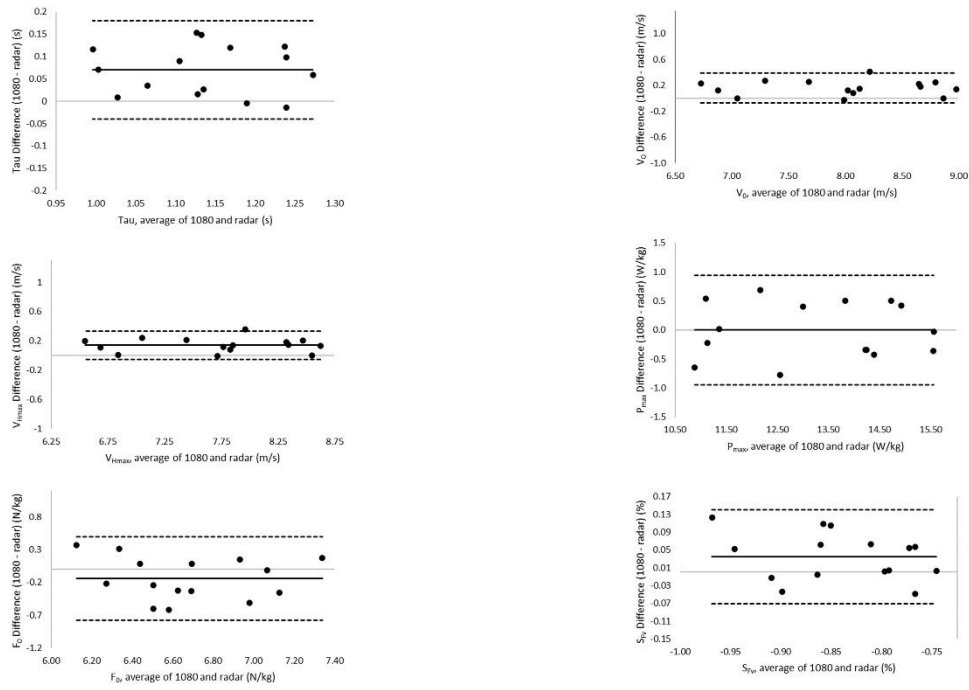 Tau Difference (1080 - radar) (s)
0.2
0.15
0.1
0.05
0
-0.05
-0.1
-0.15
-0.2
0.95 1.00 1.05 1.10 1.15 1.20 1.25 1.30
Tau, average of 1080 and radar (s)
V₀ Difference (1080 - radar) (m/s)
1.0
0.6
0.2
-0.2
-0.6
-1.0
6.50 7.00 7.50 8.00 8.50 9.00
V₀, average of 1080 and radar (m/s)
V_Hmax Difference (1080 - radar) (m/s)
1
0.6
0.2
-0.2
-0.6
-1
6.25 6.75 7.25 7.75 8.25 8.75
V_Hmax, average of 1080 and radar (m/s)
P_max Difference (1080 - radar) (W/kg)
1.5
1.0
0.5
0.0
-0.5
-1.0
-1.5
10.50 11.50 12.50 13.50 14.50 15.50
P_max, average of 1080 and radar (W/kg)
F₀ Difference (1080 - radar) (N/kg)
0.8
0.3
-0.2
-0.7
-1.2
6.00 6.20 6.40 6.60 6.80 7.00 7.20 7.40
F₀, average of 1080 and radar (N/kg)
S_Fv Difference (1080 - radar) (%)
0.17
0.13
0.09
0.05
0.01
-0.03
-0.07
-0.11
-0.15
-1.00 -0.95 -0.90 -0.85 -0.80 -0.75
S_Fv, average of 1080 and radar (%)